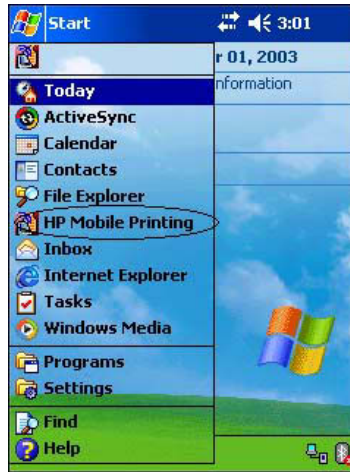 Start 3:01
r 01, 2003
nformation
Today
ActiveSync
Calendar
Contacts
File Explorer
HP Mobile Printing
Inbox
Internet Explorer
Tasks
Windows Media
Programs
Settings
Find
Help